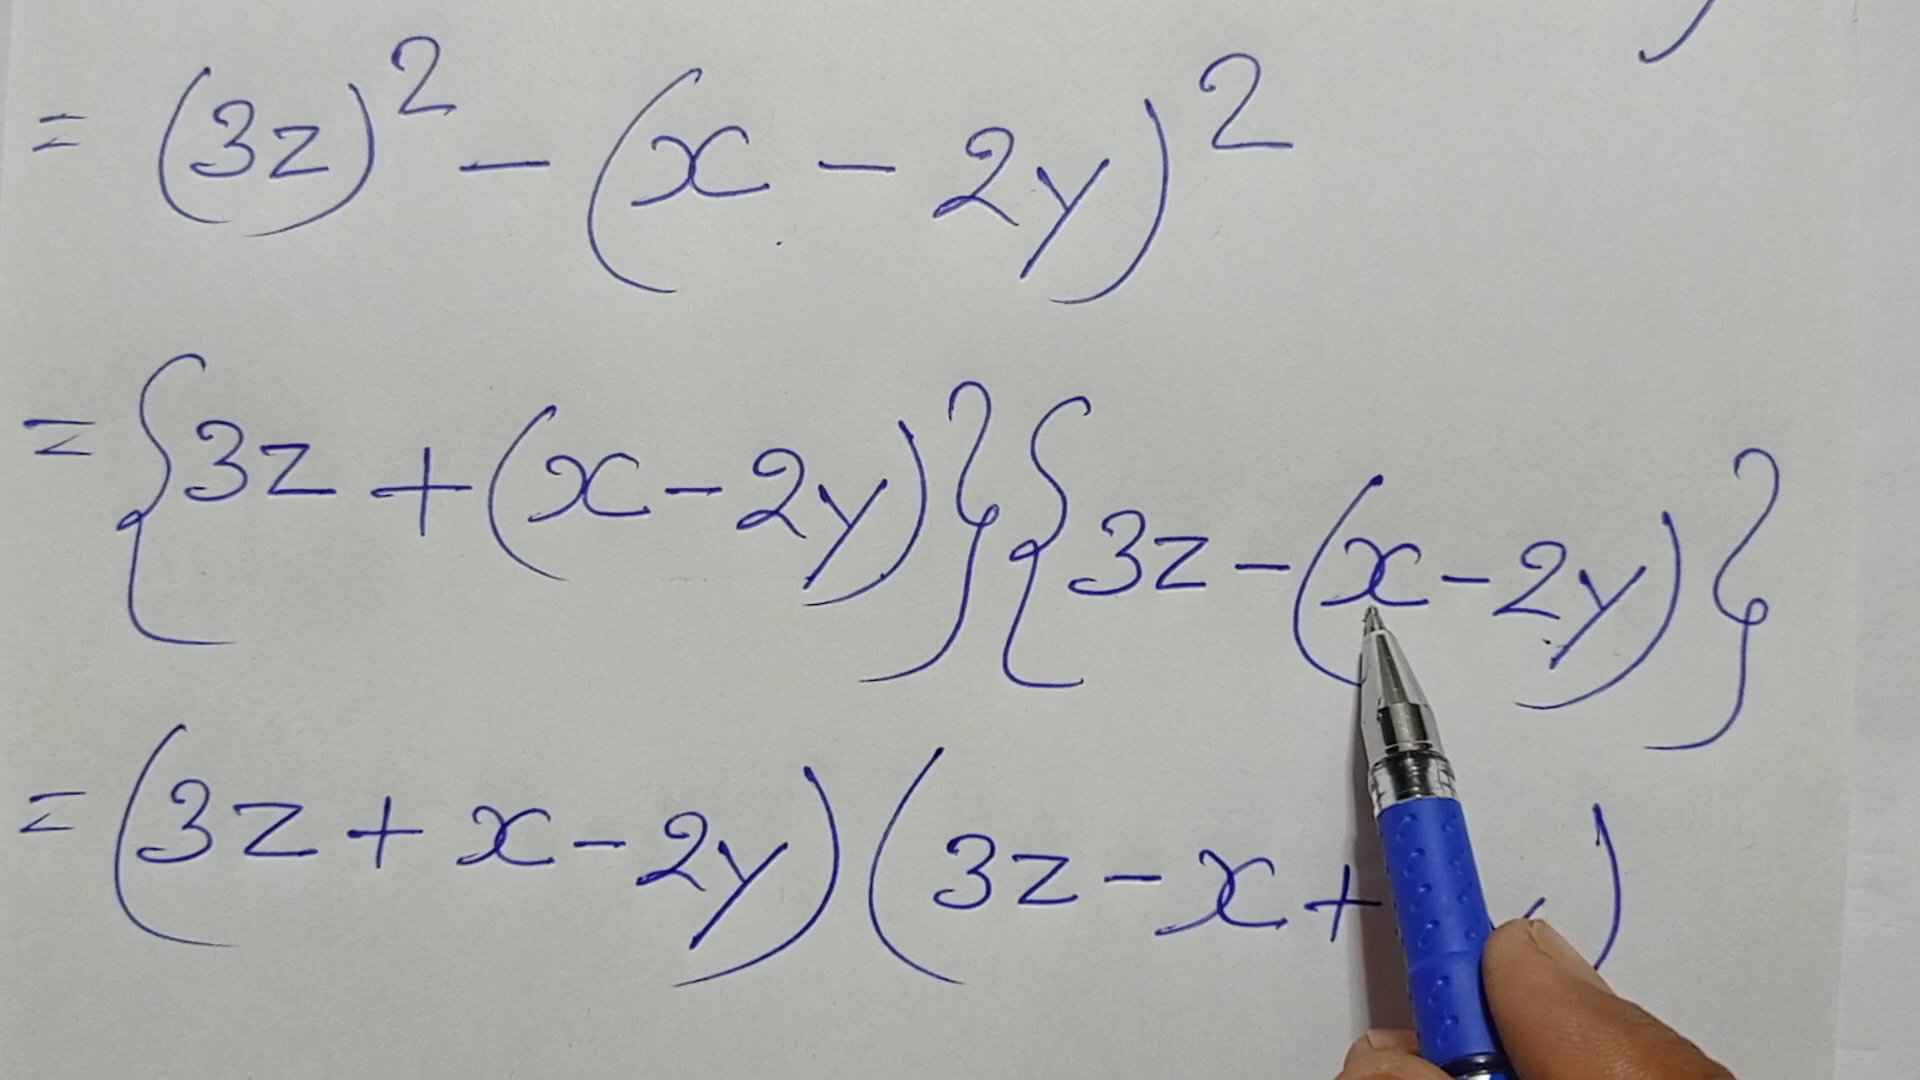 = (3z)² - (x - 2y)²
= {3z + (x - 2y)} {3z - (x - 2y)}
= (3z + x - 2y) (3z - x + )